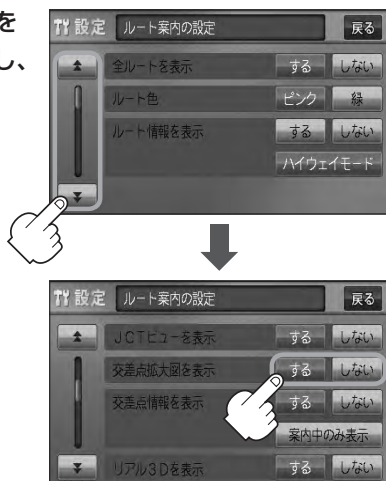 を
し、
設定 ルート案内の設定 戻る
全ルートを表示 する しない
ルート色 ピンク 緑
ルート情報を表示 する しない
ハイウェイモード
設定 ルート案内の設定 戻る
JCTビューを表示 する しない
交差点拡大図を表示 する しない
交差点情報を表示 する しない
案内中のみ表示
リアル3Dを表示 する しない